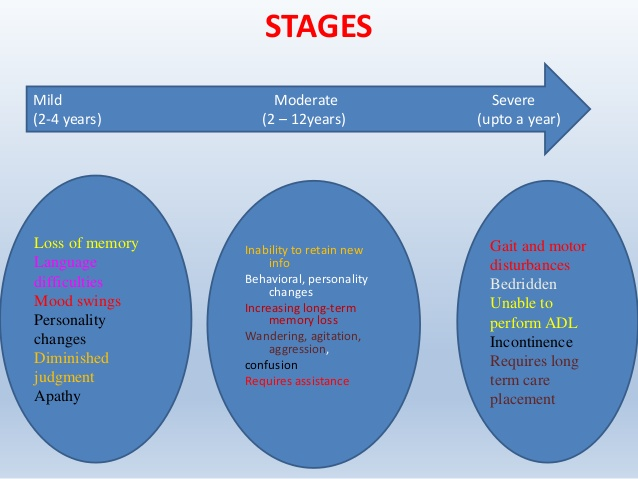 STAGES
Mild
(2-4 years)
Moderate
(2 – 12years)
Severe
(upto a year)
Loss of memory
Language
difficulties
Mood swings
Personality
changes
Diminished
judgment
Apathy
Inability to retain new
info
Behavioral, personality
changes
Increasing long-term
memory loss
Wandering, agitation,
aggression,
confusion
Requires assistance
Gait and motor
disturbances
Bedridden
Unable to
perform ADL
Incontinence
Requires long
term care
placement